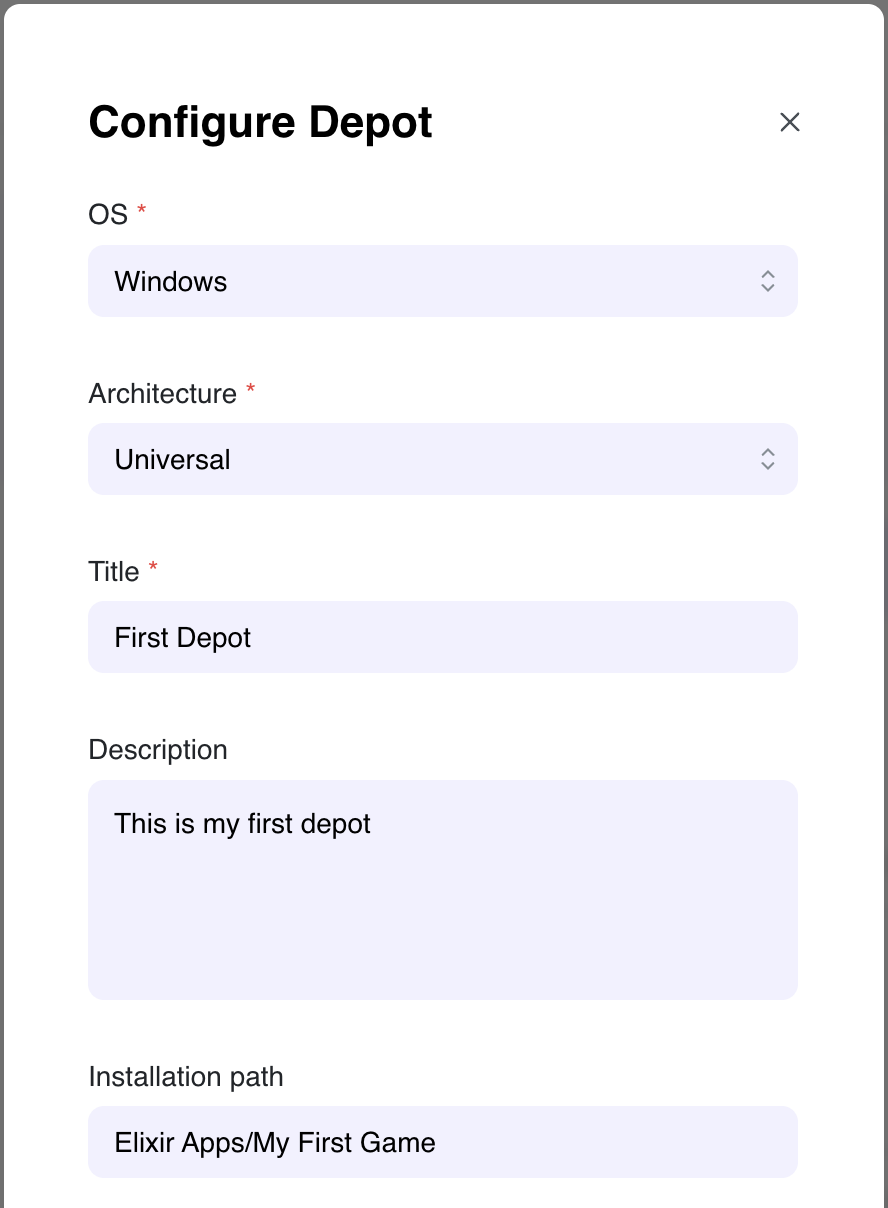 Configure Depot
OS *
Windows
Architecture *
Universal
Title *
First Depot
Description
This is my first depot
Installation path
Elixir Apps/My First Game